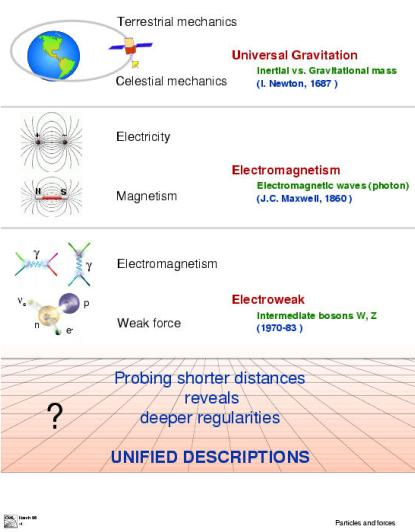 Terrestrial mechanics
Celestial mechanics
Universal Gravitation
Inertial vs. Gravitational mass
(I. Newton, 1687 )
+ −
Electricity
N S
Magnetism
Electromagnetism
Electromagnetic waves (photon)
(J.C. Maxwell, 1860 )
γ
γ
Electromagnetism
νe
p
n
e-
Weak force
Electroweak
Intermediate bosons W, Z
(1970-83 )
?
Probing shorter distances
reveals
deeper regularities
UNIFIED DESCRIPTIONS
Particles and forces